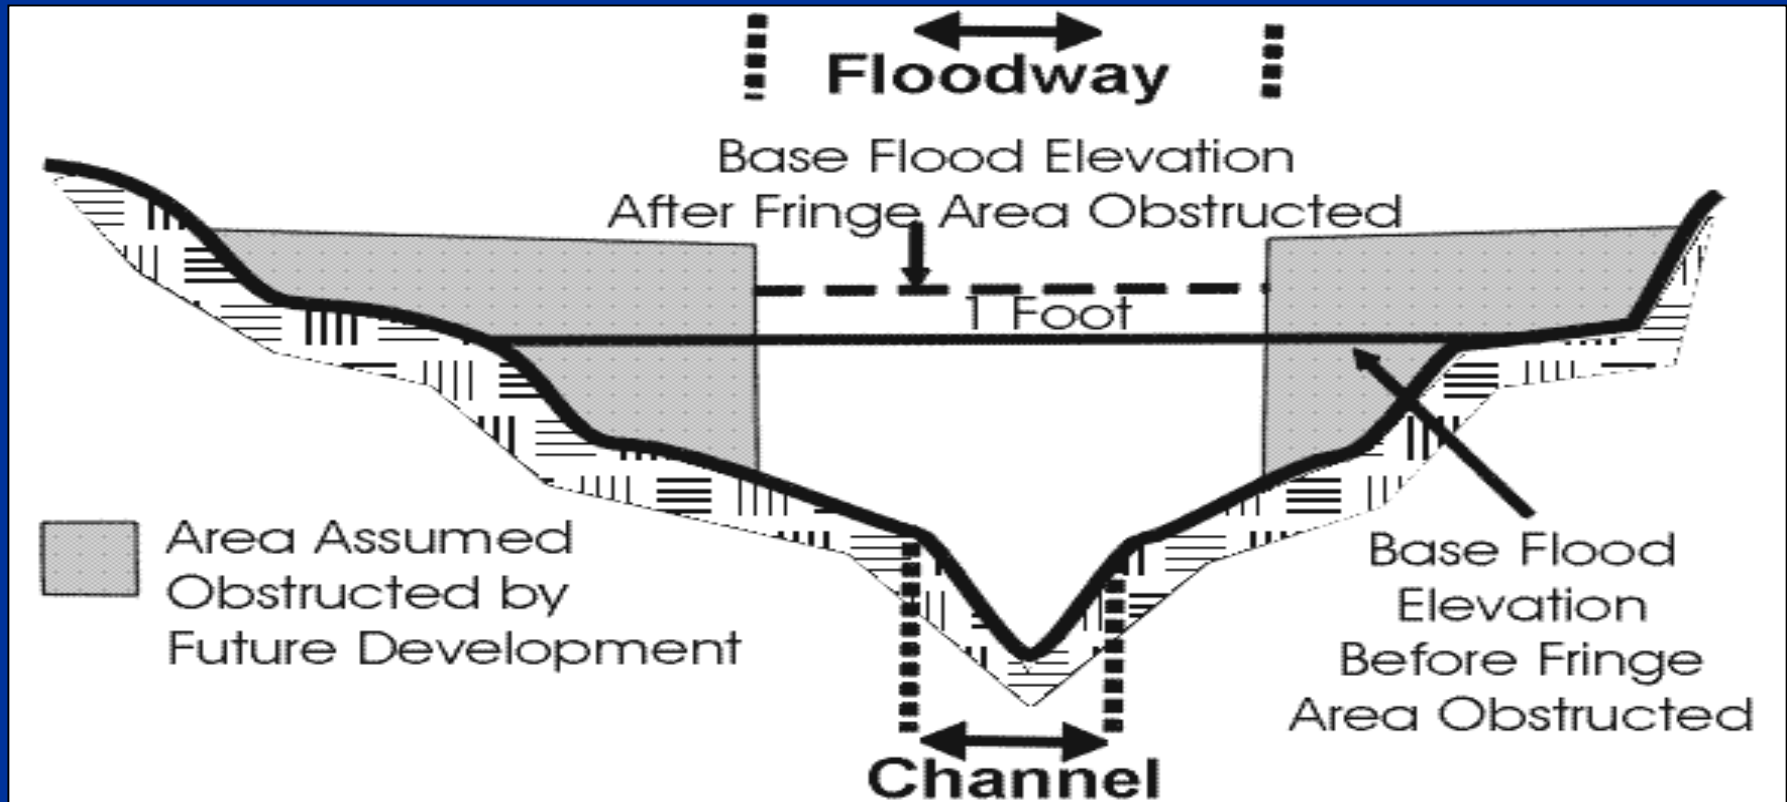 Floodway
Base Flood Elevation
After Fringe Area Obstructed
1 Foot
Area Assumed
Obstructed by
Future Development
Base Flood
Elevation
Before Fringe
Area Obstructed
Channel